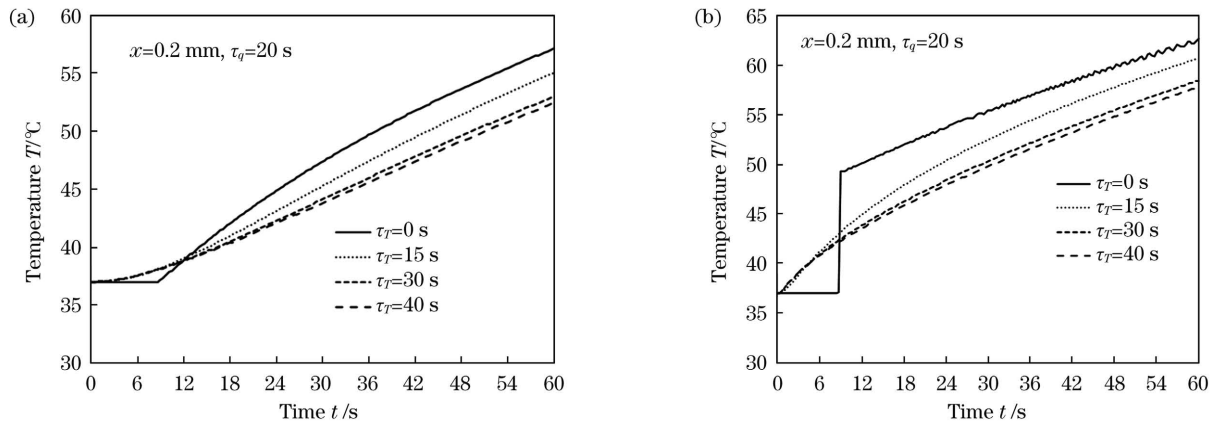 (a)
60
55
50
45
40
35
30
Temperature T/℃
x=0.2 mm, τq=20 s
τT=0 s
τT=15 s
τT=30 s
τT=40 s
0 6 12 18 24 30 36 42 48 54 60
Time t /s
(b)
65
60
55
50
45
40
35
30
Temperature T/℃
x=0.2 mm, τq=20 s
τT=0 s
τT=15 s
τT=30 s
τT=40 s
0 6 12 18 24 30 36 42 48 54 60
Time t /s